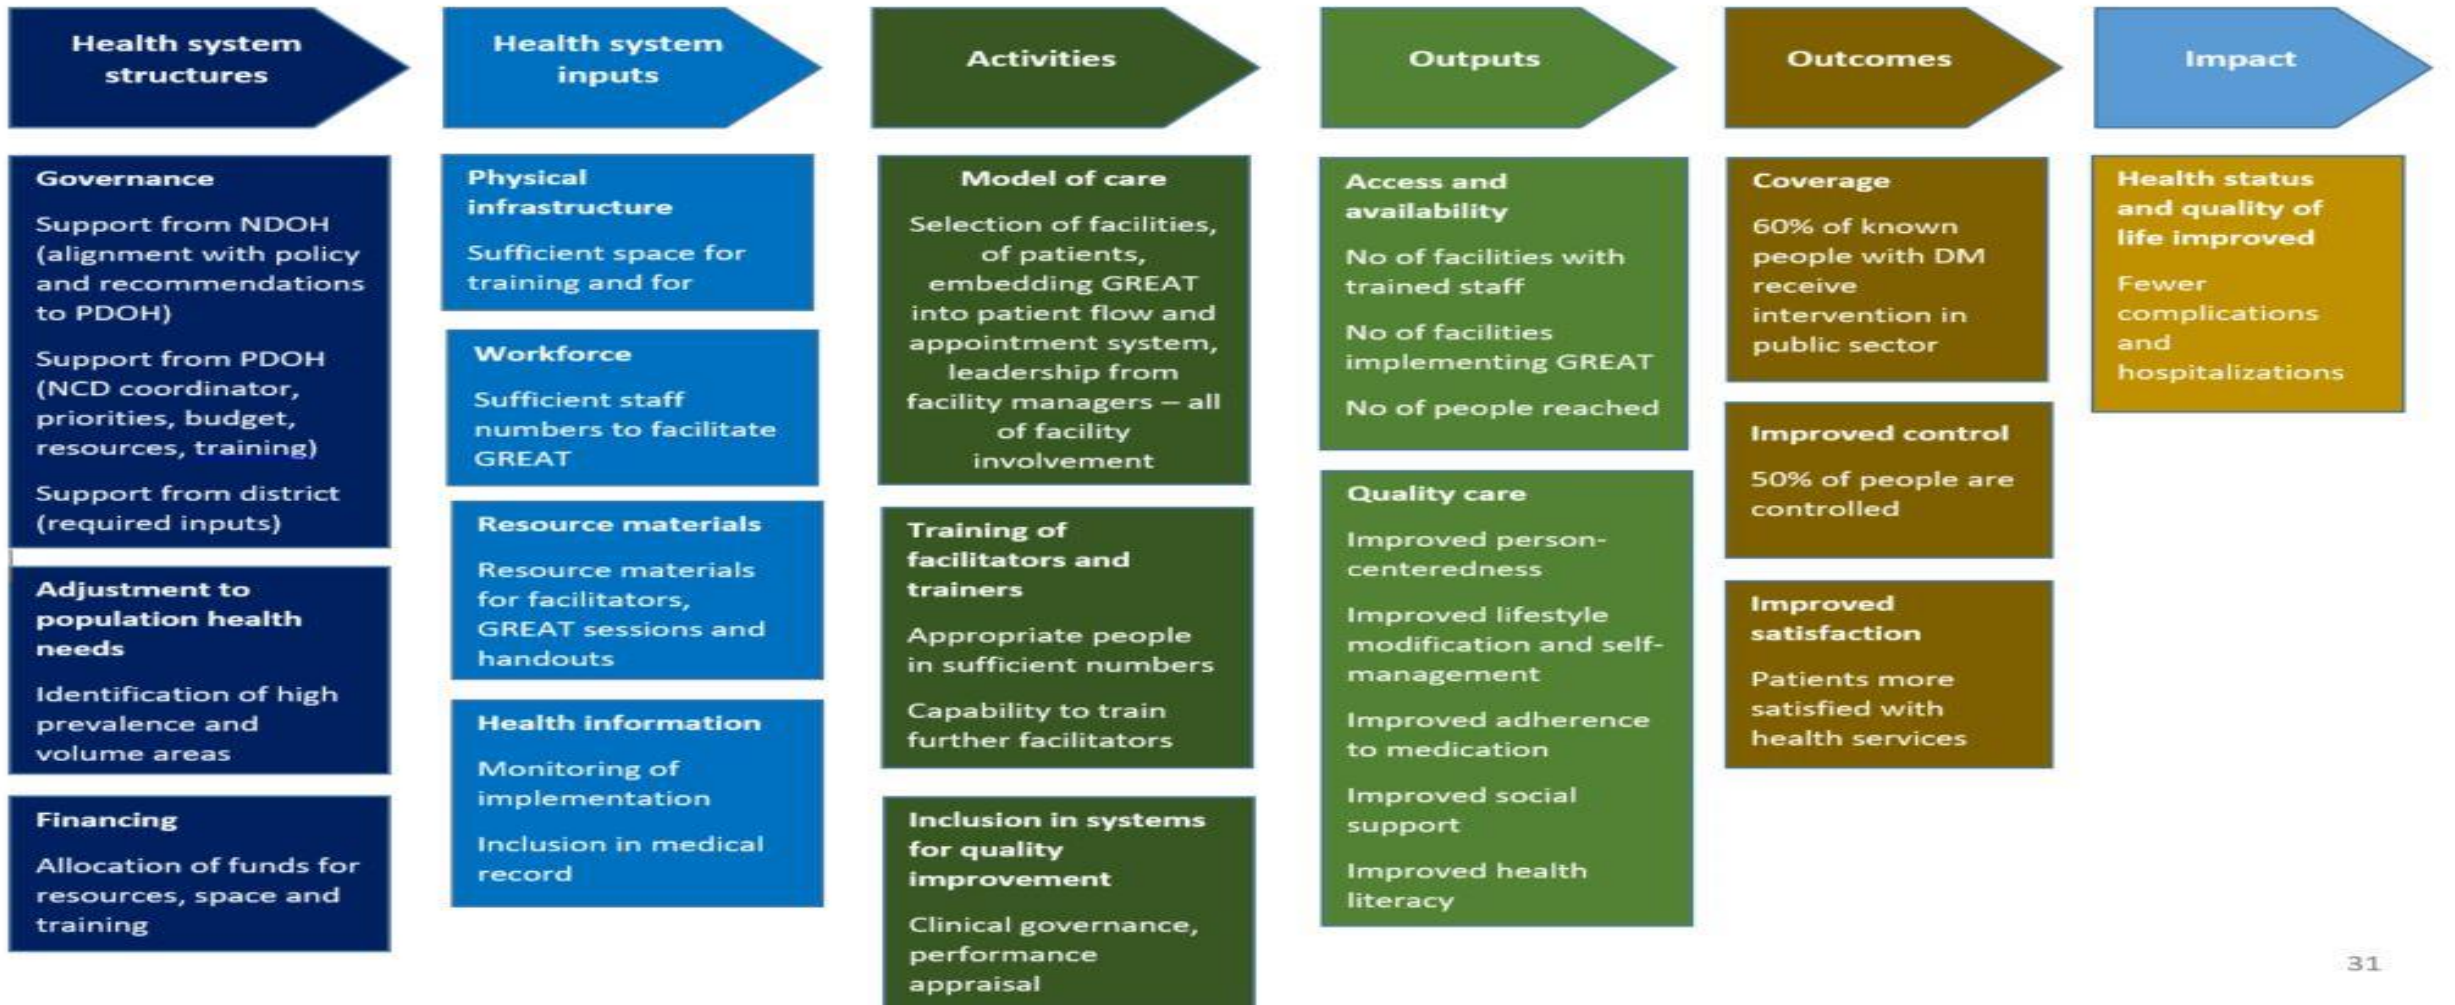 Health system
structures
Health system
inputs
Activities
Outputs
Outcomes
Impact
Governance
Support from NDOH
(alignment with policy
and recommendations
to PDOH)
Support from PDOH
(NCD coordinator,
priorities, budget,
resources, training)
Support from district
(required inputs)
Adjustment to
population health
needs
Identification of high
prevalence and
volume areas
Financing
Allocation of funds for
resources, space and
training
Physical
infrastructure
Sufficient space for
training and for
Workforce
Sufficient staff
numbers to facilitate
GREAT
Resource materials
Resource materials
for facilitators,
GREAT sessions and
handouts
Health information
Monitoring of
implementation
Inclusion in medical
record
Model of care
Selection of facilities,
of patients,
embedding GREAT
into patient flow and
appointment system,
leadership from
facility managers – all
of facility
involvement
Training of
facilitators and
trainers
Appropriate people
in sufficient numbers
Capability to train
further facilitators
Inclusion in systems
for quality
improvement
Clinical governance,
performance
appraisal
Access and
availability
No of facilities with
trained staff
No of facilities
implementing GREAT
No of people reached
Quality care
Improved person-
centeredness
Improved lifestyle
modification and self-
management
Improved adherence
to medication
Improved social
support
Improved health
literacy
Coverage
60% of known
people with DM
receive
intervention in
public sector
Improved control
50% of people are
controlled
Improved
satisfaction
Patients more
satisfied with
health services
Health status
and quality of
life improved
Fewer
complications
and
hospitalizations
31